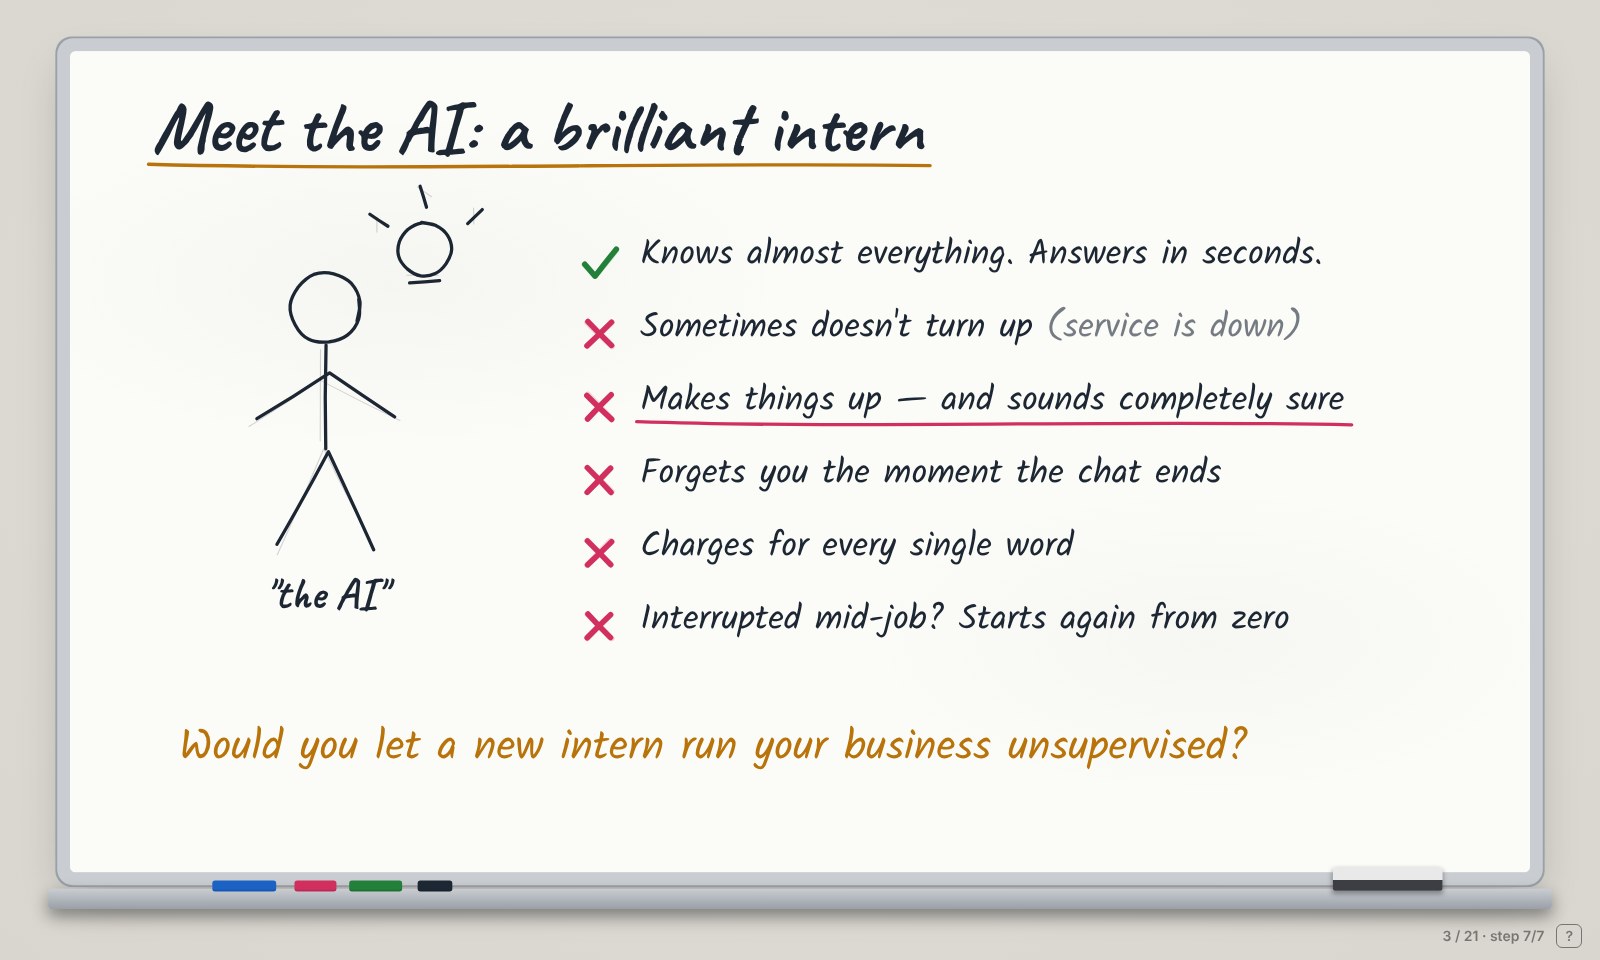 Meet the AI: a brilliant intern
Knows almost everything. Answers in seconds.
Sometimes doesn't turn up (service is down)
Makes things up — and sounds completely sure
Forgets you the moment the chat ends
Charges for every single word
Interrupted mid-job? Starts again from zero
"the AI"
Would you let a new intern run your business unsupervised?
3 / 21 · step 7/7
?